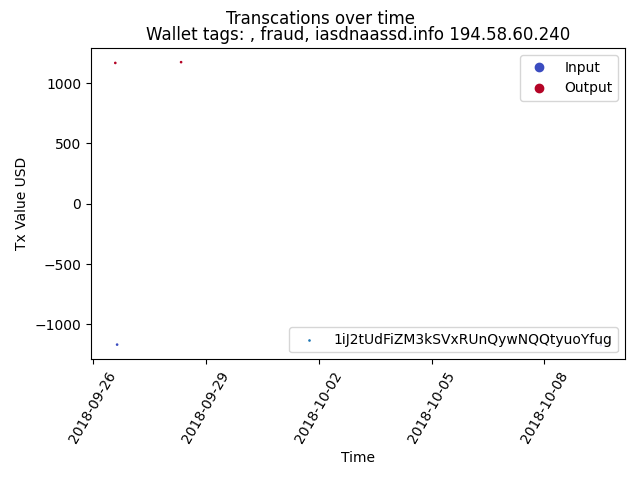 Transcations over time
Wallet tags: , fraud, iasdnaassd.info 194.58.60.240
Input
Output
1000
500
0
−500
−1000
Tx Value USD
1iJ2tUdFiZM3kSVxRUnQywNQQtyuoYfug
2018-09-26
2018-09-29
2018-10-02
2018-10-05
2018-10-08
Time